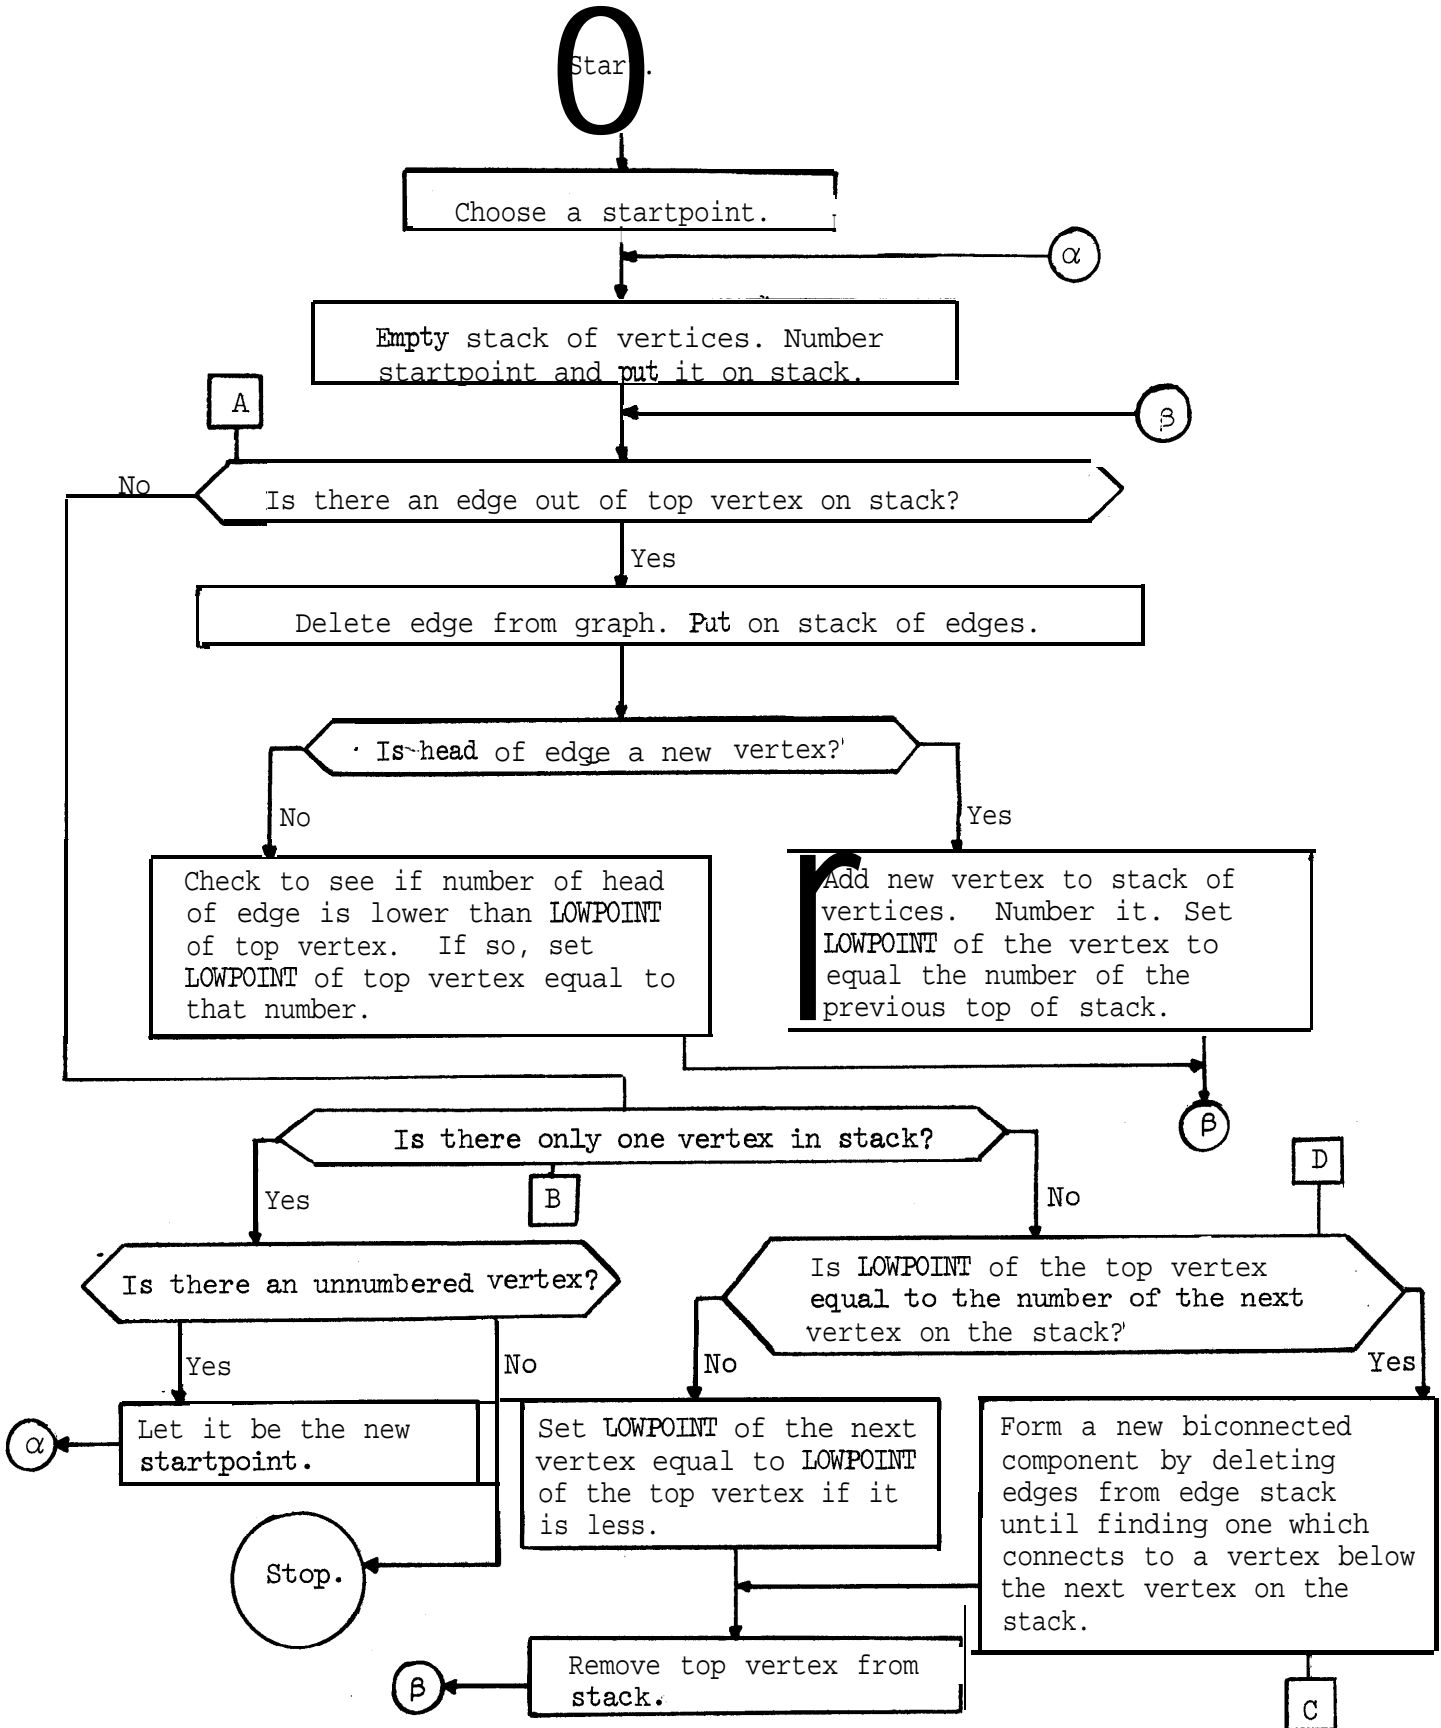 Start.
Choose a startpoint.
α
Empty stack of vertices. Number
startpoint and put it on stack.
A
β
No
Is there an edge out of top vertex on stack?
Yes
Delete edge from graph. Put on stack of edges.
Is head of edge a new vertex?
No
Yes
Check to see if number of head
of edge is lower than LOWPOINT
of top vertex. If so, set
LOWPOINT of top vertex equal to
that number.
Add new vertex to stack of
vertices. Number it. Set
LOWPOINT of the vertex to
equal the number of the
previous top of stack.
β
Is there only one vertex in stack?
D
B
Yes
No
Is there an unnumbered vertex?
Is LOWPOINT of the top vertex
equal to the number of the next
vertex on the stack?
Yes
No
No
Yes
α
Let it be the new
startpoint.
Set LOWPOINT of the next
vertex equal to LOWPOINT
of the top vertex if it
is less.
Form a new biconnected
component by deleting
edges from edge stack
until finding one which
connects to a vertex below
the next vertex on the
stack.
Stop.
β
Remove top vertex from
stack.
C